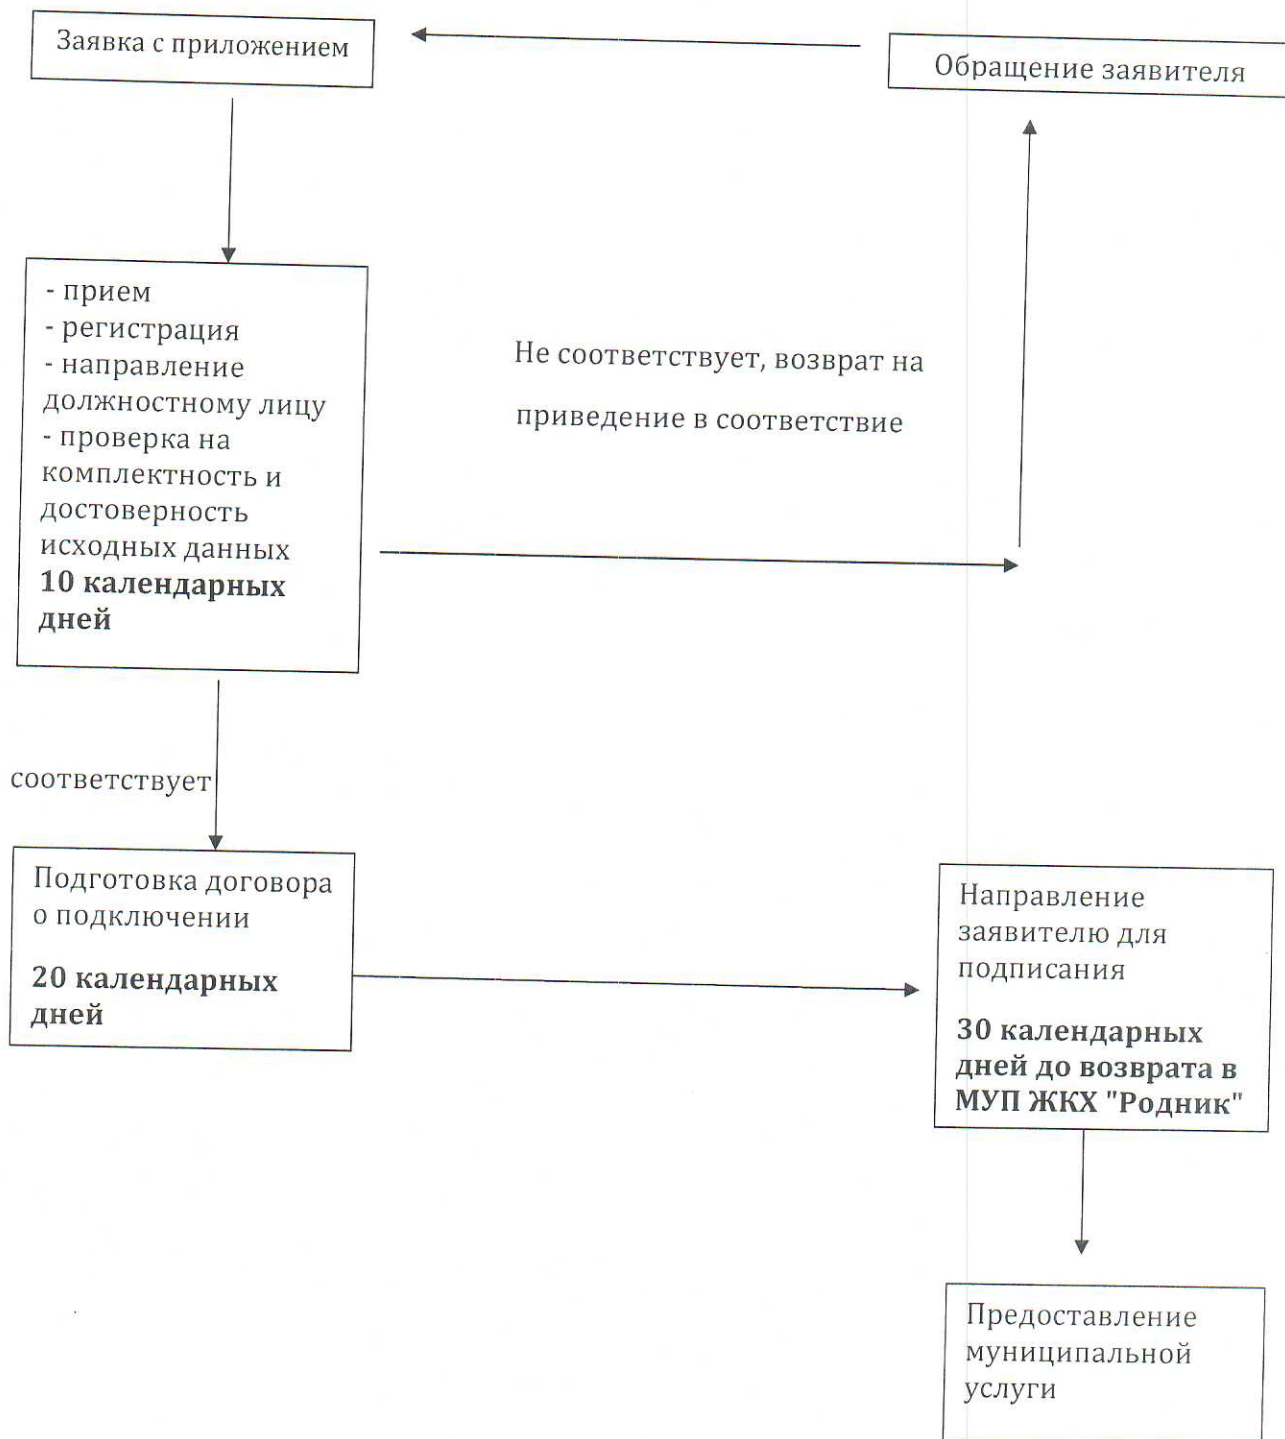 Заявка с приложением
Обращение заявителя
- прием
- регистрация
- направление
должностному лицу
- проверка на
комплектность и
достоверность
исходных данных
10 календарных
дней
Не соответствует, возврат на
приведение в соответствие
соответствует
Подготовка договора
о подключении
20 календарных
дней
Направление
заявителю для
подписания
30 календарных
дней до возврата в
МУП ЖКХ "Родник"
Предоставление
муниципальной
услуги